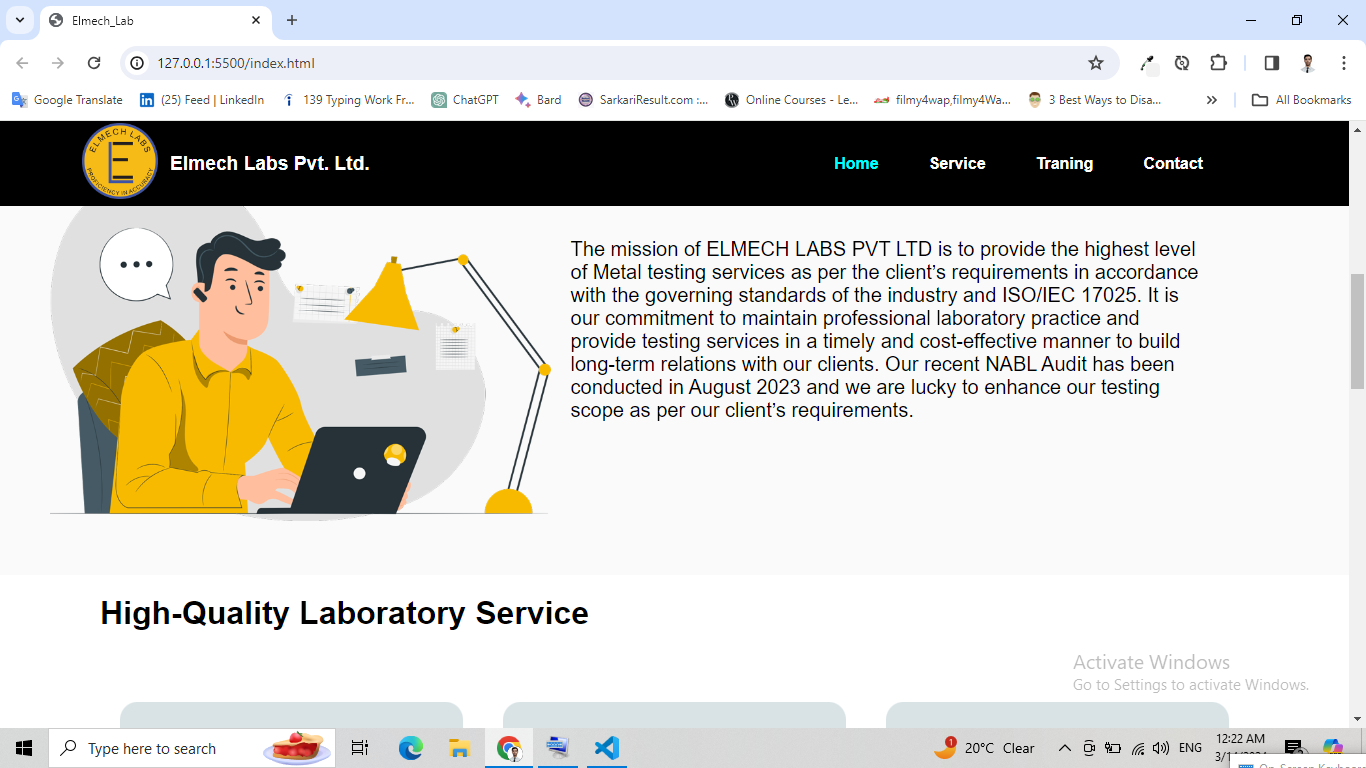 Elmech_Lab
127.0.0.1:5500/index.html
Google Translate
(25) Feed | LinkedIn
139 Typing Work Fr...
ChatGPT
Bard
SarkariResult.com :...
Online Courses - Le...
filmy4wap,filmy4Wa...
3 Best Ways to Disa...
All Bookmarks
ELMECH LABS
E
PROFICIENCY IN ACCURACY
Elmech Labs Pvt. Ltd.
Home
Service
Traning
Contact
The mission of ELMECH LABS PVT LTD is to provide the highest level
of Metal testing services as per the client’s requirements in accordance
with the governing standards of the industry and ISO/IEC 17025. It is
our commitment to maintain professional laboratory practice and
provide testing services in a timely and cost-effective manner to build
long-term relations with our clients. Our recent NABL Audit has been
conducted in August 2023 and we are lucky to enhance our testing
scope as per our client’s requirements.
High-Quality Laboratory Service
Activate Windows
Go to Settings to activate Windows.
Type here to search
1
20°C Clear
ENG
12:22 AM